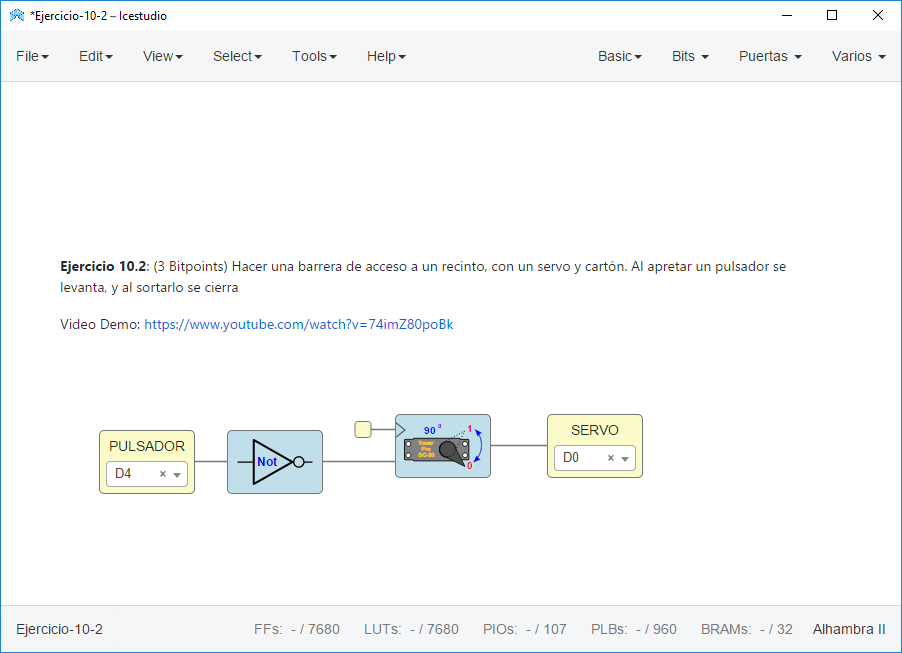 *Ejercicio-10-2 – Icestudio
File Edit View Select Tools Help Basic Bits Puertas Varios
Ejercicio 10.2: (3 Bitpoints) Hacer una barrera de acceso a un recinto, con un servo y cartón. Al apretar un pulsador se
levanta, y al sortarlo se cierra
Video Demo: https://www.youtube.com/watch?v=74imZ80poBk
PULSADOR
D4 ×
Not
90 0 1
Tower
Pro
SG-90
0
SERVO
D0 ×
Ejercicio-10-2 FFs: - / 7680 LUTs: - / 7680 PIOs: - / 107 PLBs: - / 960 BRAMs: - / 32 Alhambra II